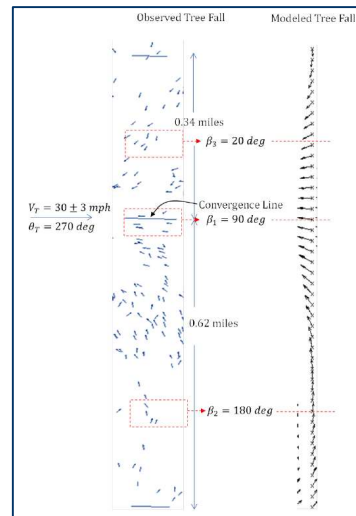 Observed Tree Fall
Modeled Tree Fall
0.34 miles
β₃ = 20 deg
V_T = 30 ± 3 mph
θ_T = 270 deg
Convergence Line
β₁ = 90 deg
0.62 miles
β₂ = 180 deg